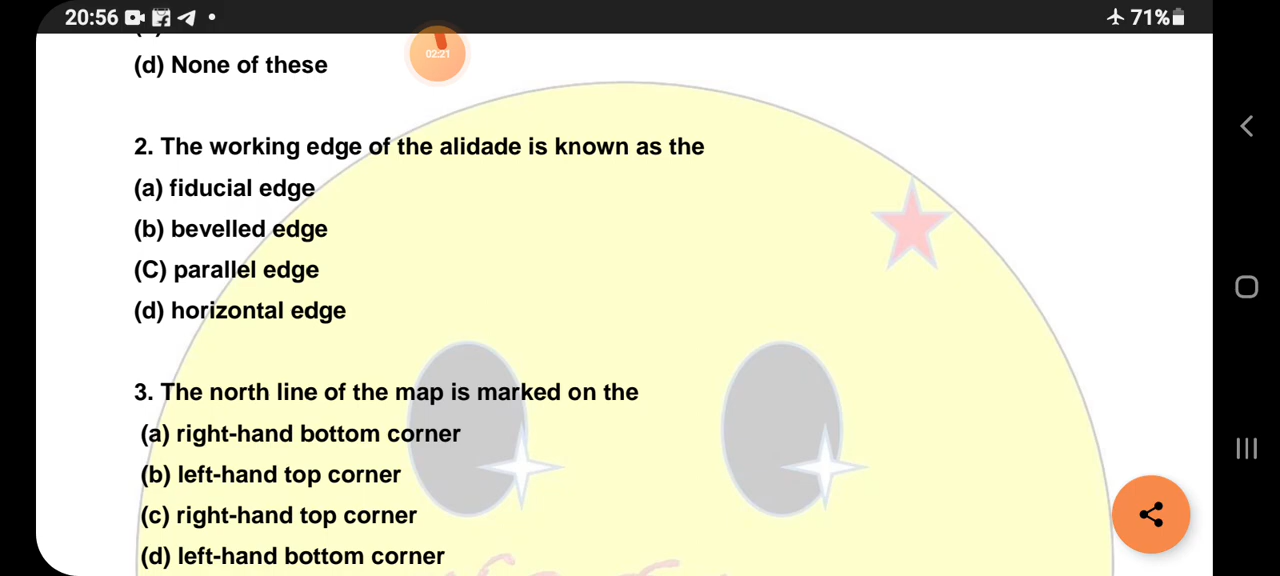 20:56
71%
02:21
(d) None of these
2. The working edge of the alidade is known as the
(a) fiducial edge
(b) bevelled edge
(C) parallel edge
(d) horizontal edge
3. The north line of the map is marked on the
(a) right-hand bottom corner
(b) left-hand top corner
(c) right-hand top corner
(d) left-hand bottom corner